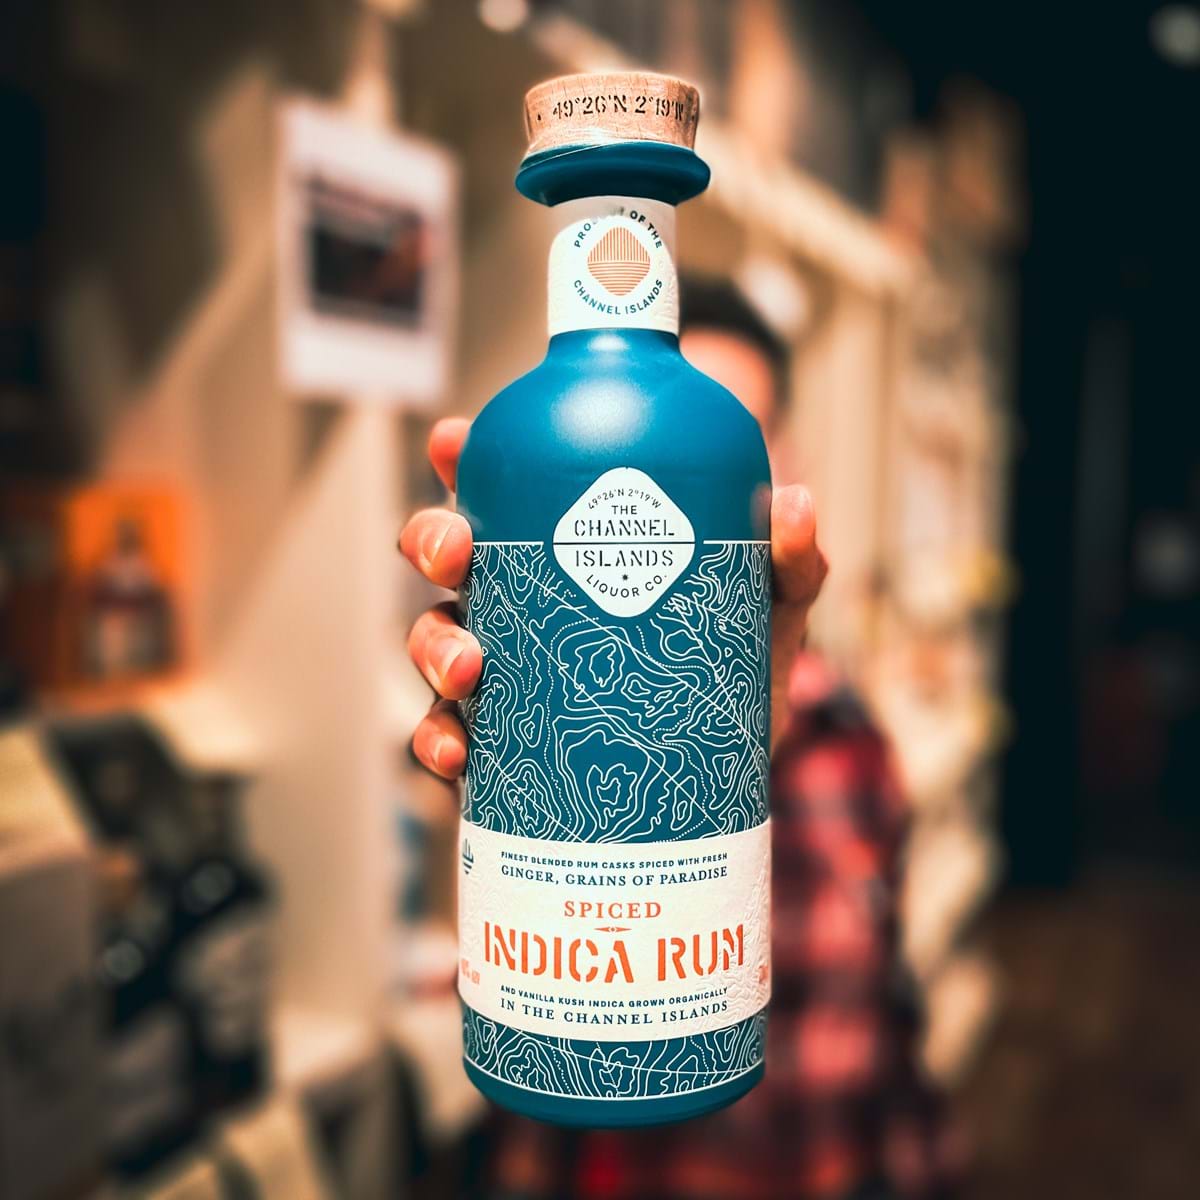 49°26'N 2°19'W
PRODUCT OF THE
CHANNEL ISLANDS
49°26'N 2°19'W
THE
CHANNEL
ISLANDS
LIQUOR CO.
FINEST BLENDED RUM CASKS SPICED WITH FRESH
GINGER, GRAINS OF PARADISE
SPICED
INDICA RUM
AND VANILLA KUSH INDICA GROWN ORGANICALLY
IN THE CHANNEL ISLANDS